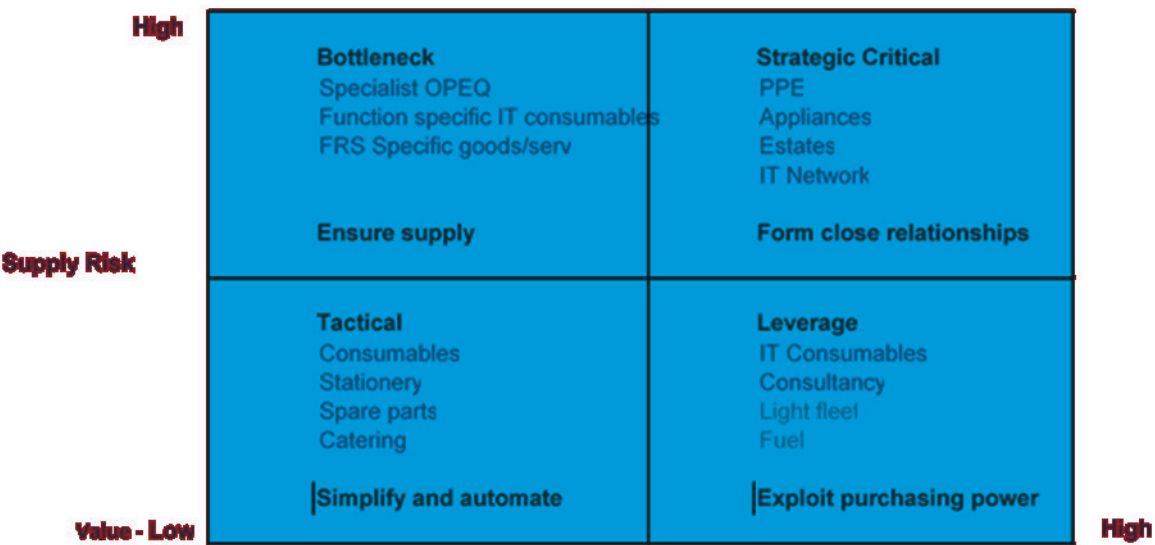 High
Bottleneck
Specialist OPEQ
Function specific IT consumables
FRS Specific goods/serv
Ensure supply
Strategic Critical
PPE
Appliances
Estates
IT Network
Form close relationships
Supply Risk
Tactical
Consumables
Stationery
Spare parts
Catering
Simplify and automate
Leverage
IT Consumables
Consultancy
Light fleet
Fuel
Exploit purchasing power
Value - Low
High